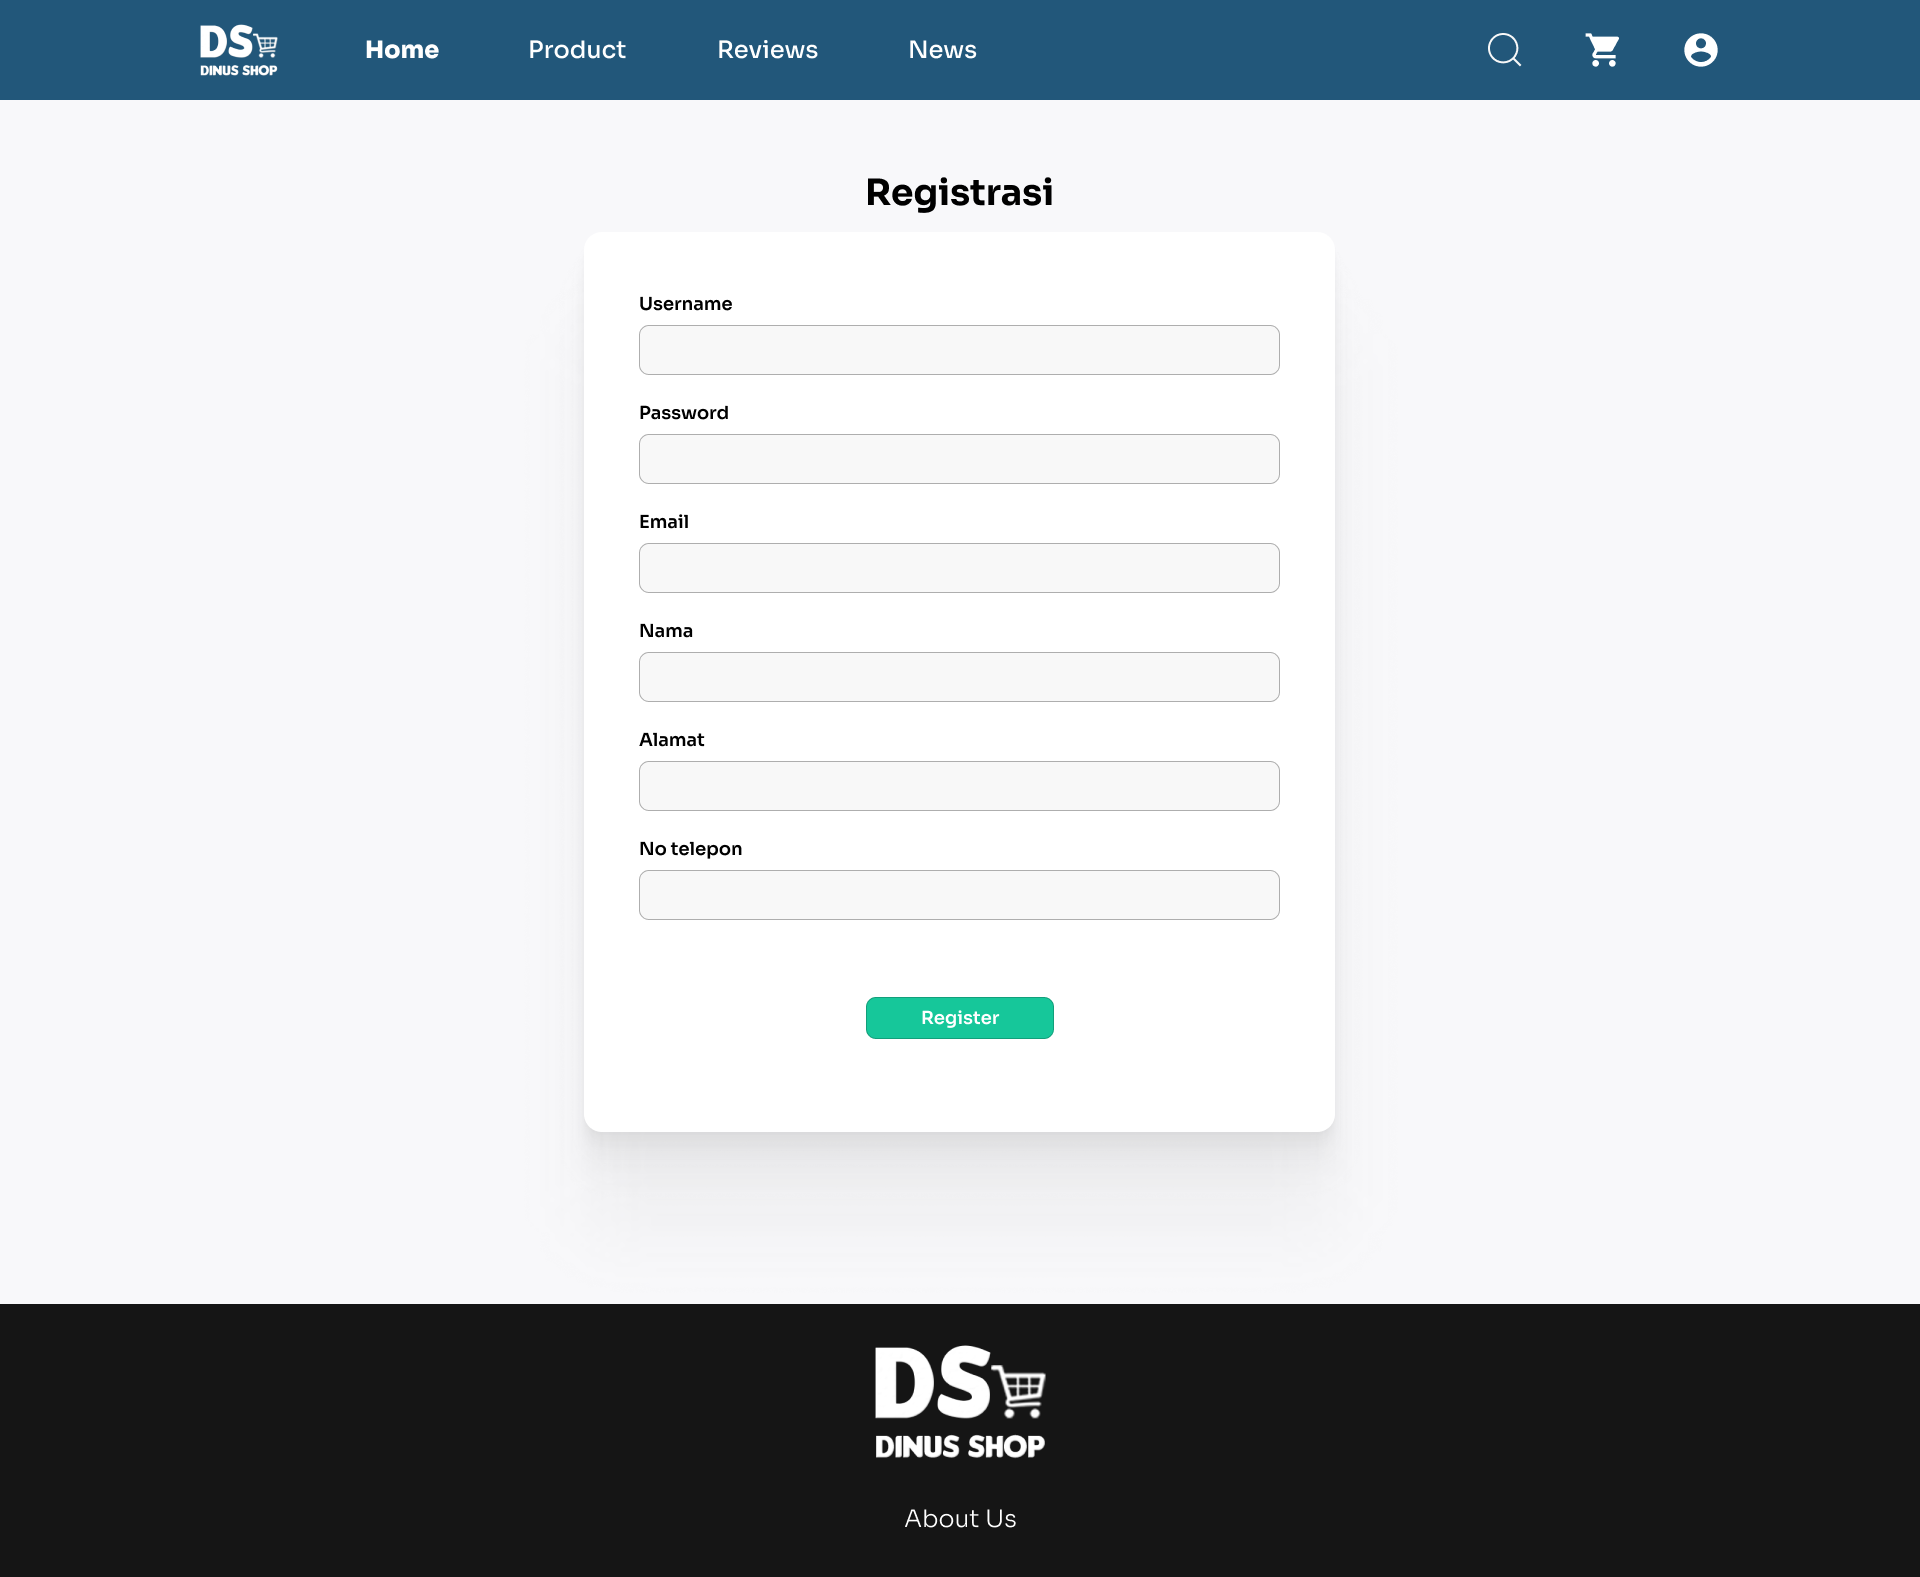 DS
DINUS SHOP
Home
Product
Reviews
News
Registrasi
Username
Password
Email
Nama
Alamat
No telepon
Register
DS
DINUS SHOP
About Us